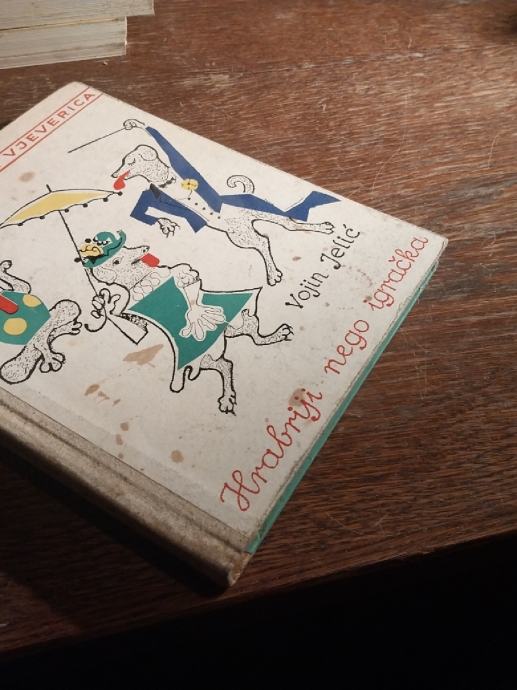 VJEVERICA
Vojin Jelić
Hrabriji nego igračka